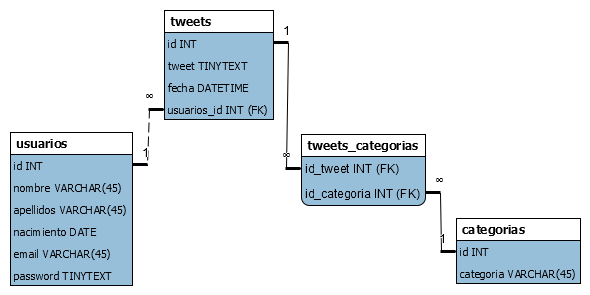 tweets
id INT
tweet TINYTEXT
fecha DATETIME
usuarios_id INT (FK)
1
∞
∞
1
usuarios
id INT
nombre VARCHAR(45)
apellidos VARCHAR(45)
nacimiento DATE
email VARCHAR(45)
password TINYTEXT
tweets_categorias
id_tweet INT (FK)
id_categoria INT (FK)
∞
1
categorias
id INT
categoria VARCHAR(45)